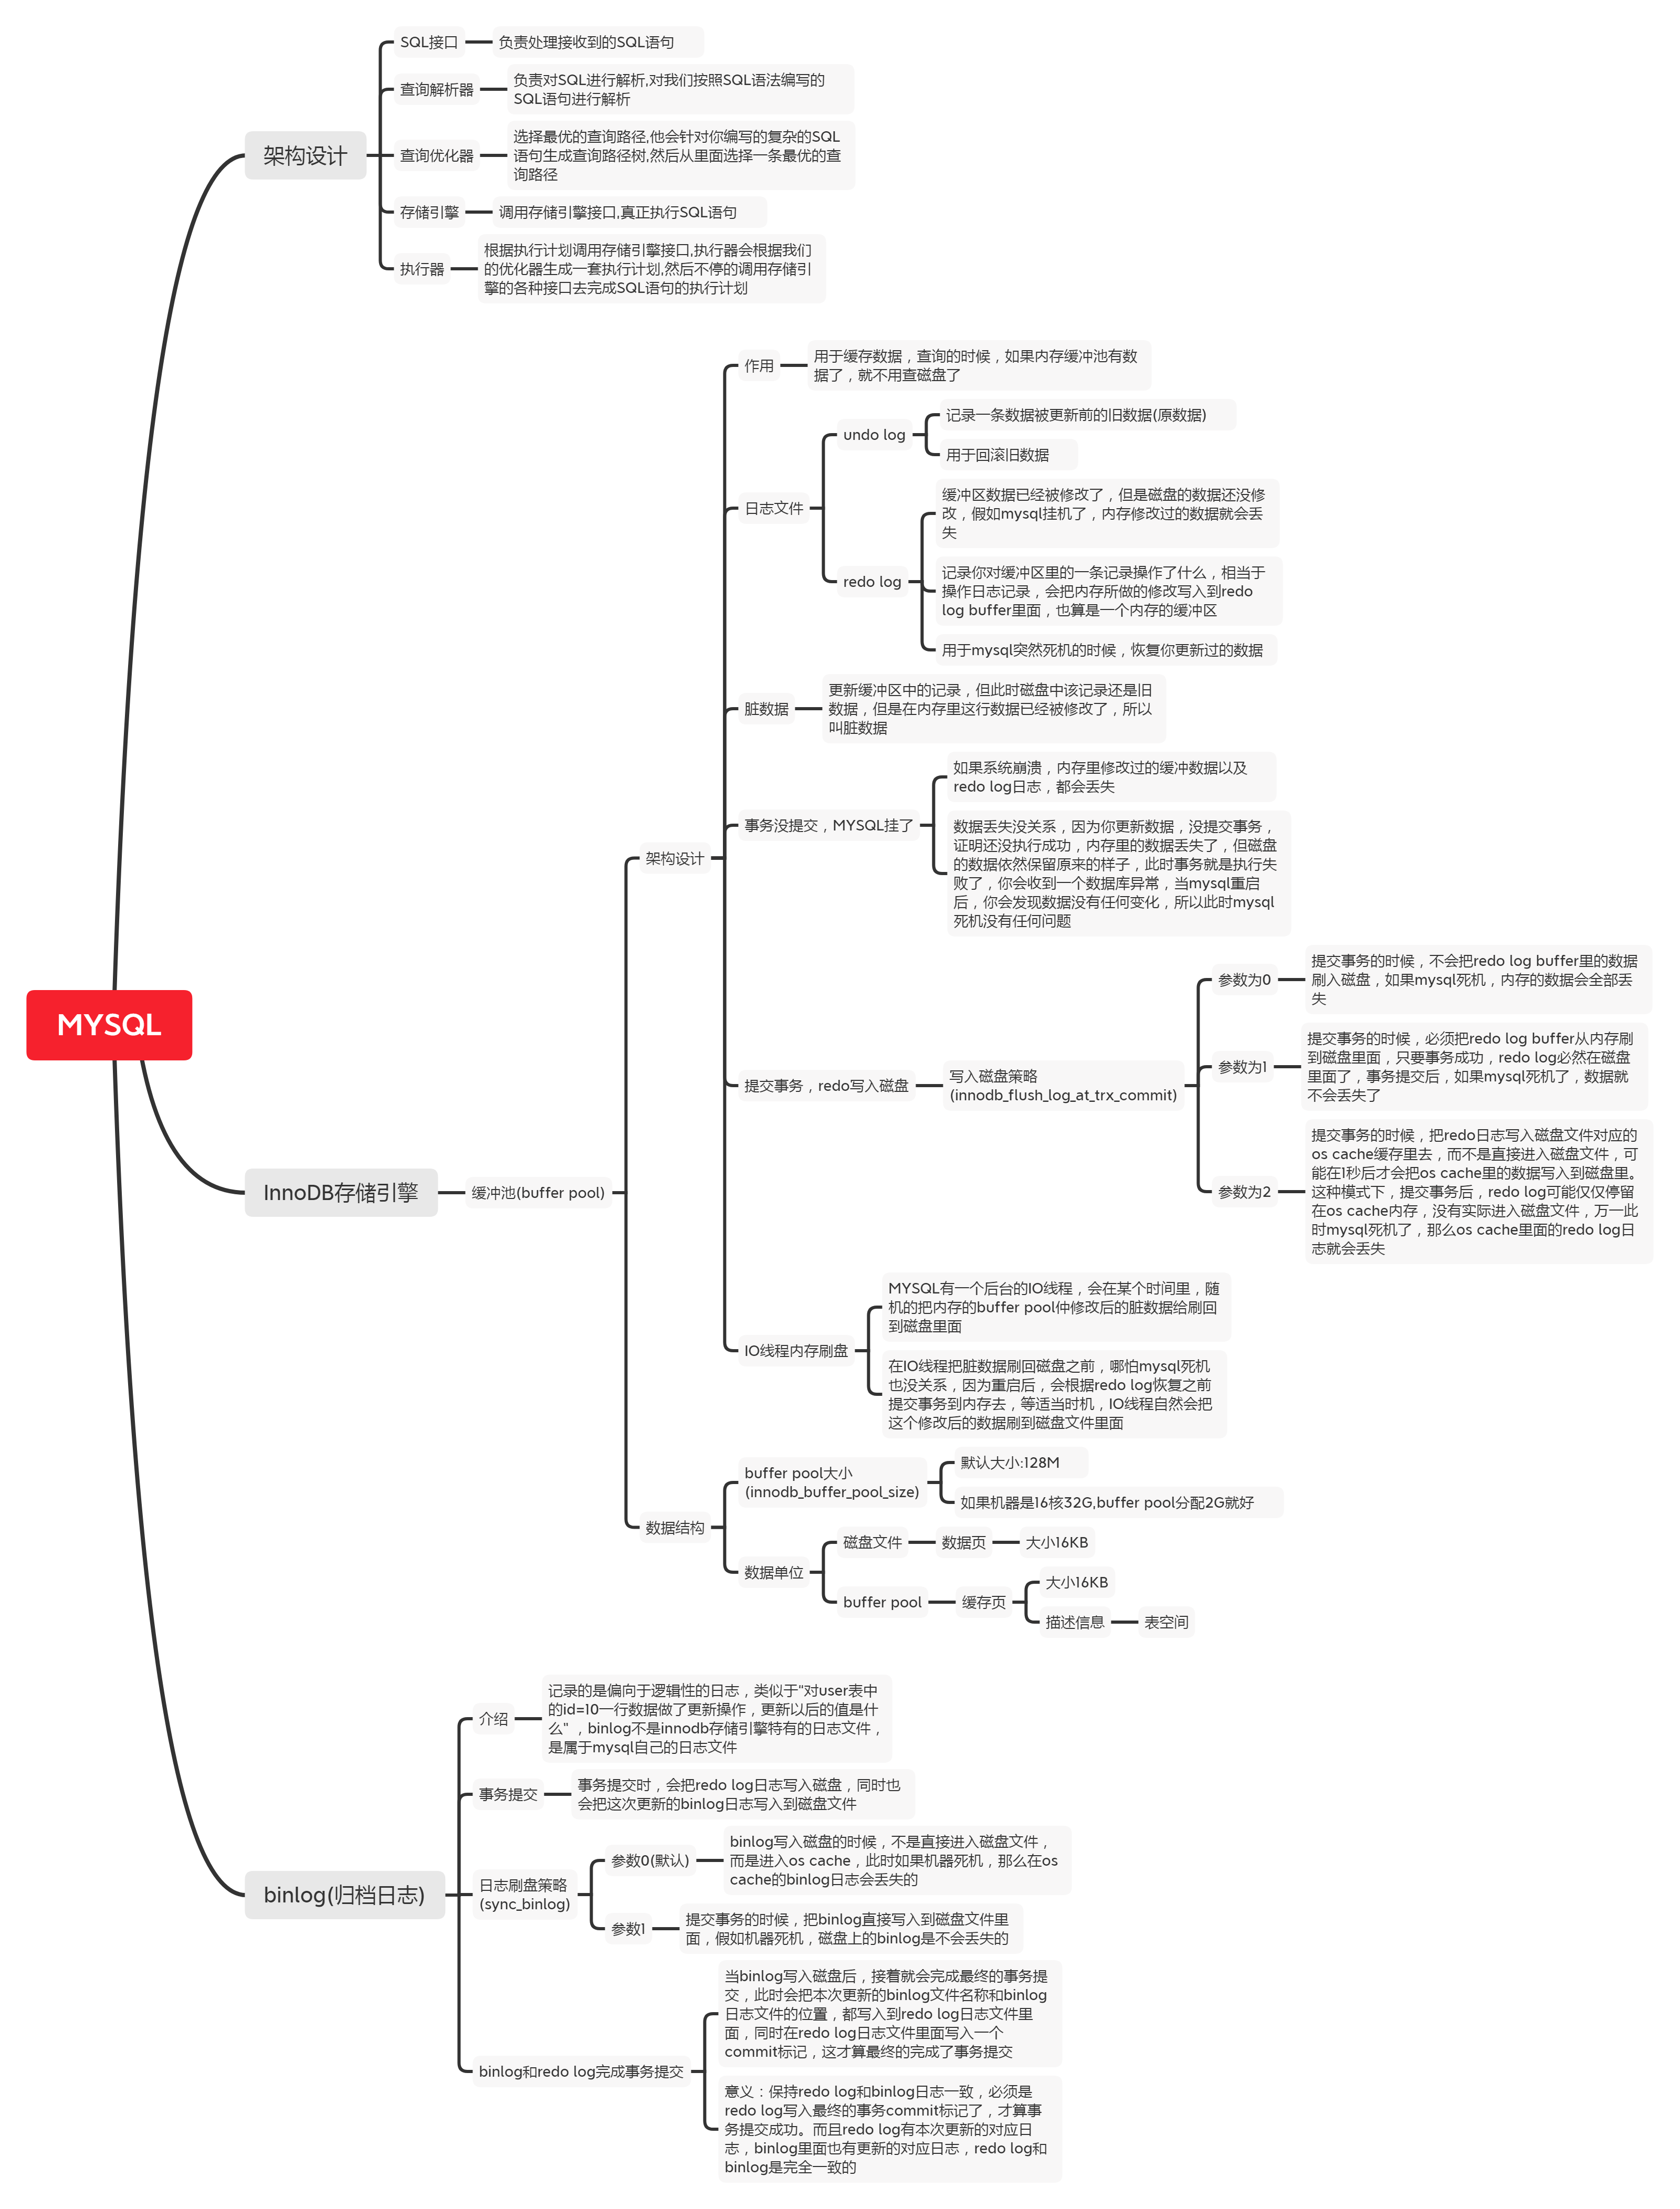 MYSQL
架构设计
SQL接口
负责处理接收到的SQL语句
查询解析器
负责对SQL进行解析,对我们按照SQL语法编写的
SQL语句进行解析
查询优化器
选择最优的查询路径,他会针对你编写的复杂的SQL
语句生成查询路径树,然后从里面选择一条最优的查
询路径
存储引擎
调用存储引擎接口,真正执行SQL语句
执行器
根据执行计划调用存储引擎接口,执行器会根据我们
的优化器生成一套执行计划,然后不停的调用存储引
擎的各种接口去完成SQL语句的执行计划
InnoDB存储引擎
缓冲池(buffer pool)
架构设计
作用
用于缓存数据，查询的时候，如果内存缓冲池有数
据了，就不用查磁盘了
日志文件
undo log
记录一条数据被更新前的旧数据(原数据)
用于回滚旧数据
redo log
缓冲区数据已经被修改了，但是磁盘的数据还没修
改，假如mysql挂机了，内存修改过的数据就会丢
失
记录你对缓冲区里的一条记录操作了什么，相当于
操作日志记录，会把内存所做的修改写入到redo
log buffer里面，也算是一个内存的缓冲区
用于mysql突然死机的时候，恢复你更新过的数据
脏数据
更新缓冲区中的记录，但此时磁盘中该记录还是旧
数据，但是在内存里这行数据已经被修改了，所以
叫脏数据
事务没提交，MYSQL挂了
如果系统崩溃，内存里修改过的缓冲数据以及
redo log日志，都会丢失
数据丢失没关系，因为你更新数据，没提交事务，
证明还没执行成功，内存里的数据丢失了，但磁盘
的数据依然保留原来的样子，此时事务就是执行失
败了，你会收到一个数据库异常，当mysql重启
后，你会发现数据没有任何变化，所以此时mysql
死机没有任何问题
提交事务，redo写入磁盘
写入磁盘策略
(innodb_flush_log_at_trx_commit)
参数为0
提交事务的时候，不会把redo log buffer里的数据
刷入磁盘，如果mysql死机，内存的数据会全部丢
失
参数为1
提交事务的时候，必须把redo log buffer从内存刷
到磁盘里面，只要事务成功，redo log必然在磁盘
里面了，事务提交后，如果mysql死机了，数据就
不会丢失了
参数为2
提交事务的时候，把redo日志写入磁盘文件对应的
os cache缓存里去，而不是直接进入磁盘文件，可
能在1秒后才会把os cache里的数据写入到磁盘里。
这种模式下，提交事务后，redo log可能仅仅停留
在os cache内存，没有实际进入磁盘文件，万一此
时mysql死机了，那么os cache里面的redo log日
志就会丢失
IO线程内存刷盘
MYSQL有一个后台的IO线程，会在某个时间里，随
机的把内存的buffer pool仲修改后的脏数据给刷回
到磁盘里面
在IO线程把脏数据刷回磁盘之前，哪怕mysql死机
也没关系，因为重启后，会根据redo log恢复之前
提交事务到内存去，等适当时机，IO线程自然会把
这个修改后的数据刷到磁盘文件里面
数据结构
buffer pool大小
(innodb_buffer_pool_size)
默认大小:128M
如果机器是16核32G,buffer pool分配2G就好
数据单位
磁盘文件
数据页
大小16KB
buffer pool
缓存页
大小16KB
描述信息
表空间
binlog(归档日志)
介绍
记录的是偏向于逻辑性的日志，类似于"对user表中
的id=10一行数据做了更新操作，更新以后的值是什
么" ，binlog不是innodb存储引擎特有的日志文件，
是属于mysql自己的日志文件
事务提交
事务提交时，会把redo log日志写入磁盘，同时也
会把这次更新的binlog日志写入到磁盘文件
日志刷盘策略
(sync_binlog)
参数0(默认)
binlog写入磁盘的时候，不是直接进入磁盘文件，
而是进入os cache，此时如果机器死机，那么在os
cache的binlog日志会丢失的
参数1
提交事务的时候，把binlog直接写入到磁盘文件里
面，假如机器死机，磁盘上的binlog是不会丢失的
binlog和redo log完成事务提交
当binlog写入磁盘后，接着就会完成最终的事务提
交，此时会把本次更新的binlog文件名称和binlog
日志文件的位置，都写入到redo log日志文件里
面，同时在redo log日志文件里面写入一个
commit标记，这才算最终的完成了事务提交
意义：保持redo log和binlog日志一致，必须是
redo log写入最终的事务commit标记了，才算事
务提交成功。而且redo log有本次更新的对应日
志，binlog里面也有更新的对应日志，redo log和
binlog是完全一致的